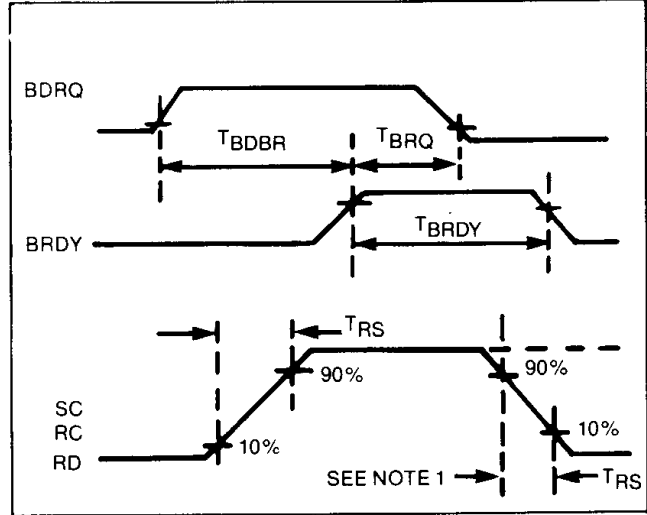 BDRQ
TBDBR
TBRQ
BRDY
TBRDY
TRS
90%
90%
SC
RC
10%
10%
RD
SEE NOTE 1
TRS